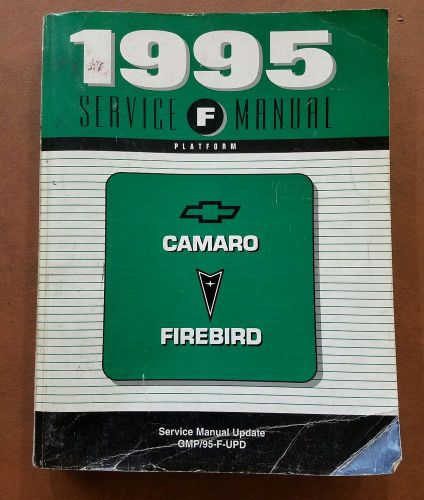 1995
SERVICE F MANUAL
PLATFORM
CAMARO
FIREBIRD
Service Manual Update
GMP/95-F-UPD